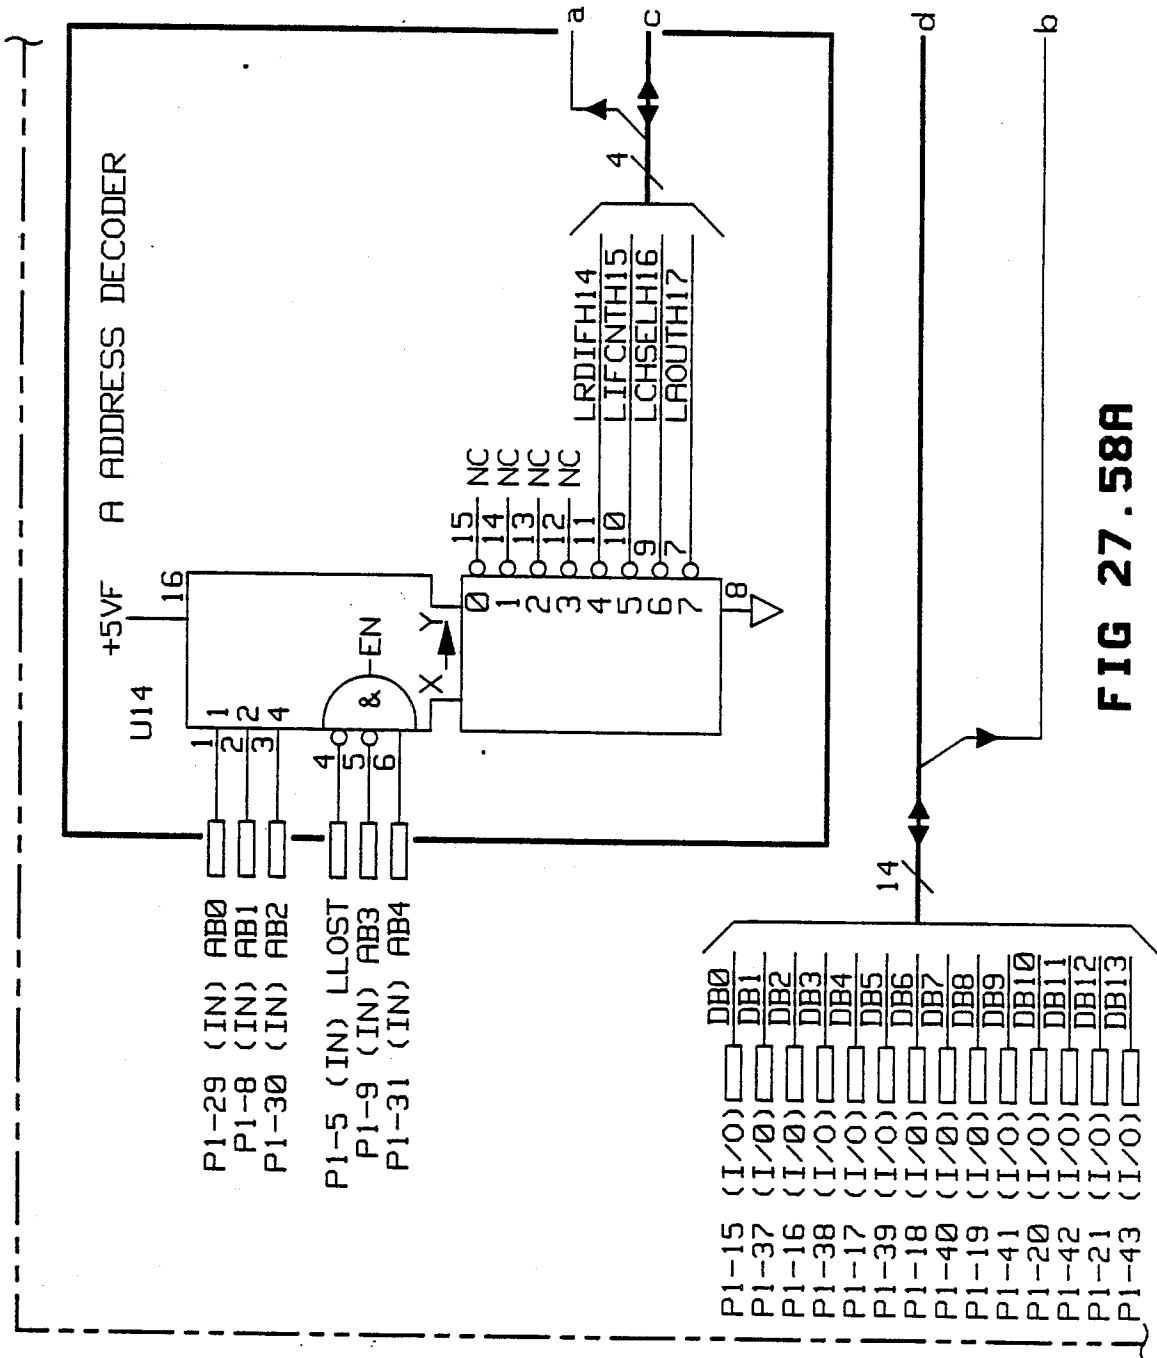 A ADDRESS DECODER
+5VF
16
U14
P1-29 (IN) AB0 1 1
P1-8 (IN) AB1 2 2
P1-30 (IN) AB2 3 4
P1-5 (IN) LLOST 4
P1-9 (IN) AB3 5
P1-31 (IN) AB4 6
& EN
X Y
0 15 NC
1 14 NC
2 13 NC
3 12 NC
4 11 LRDIFH14
5 10 LIFCNTH15
6 9 LCHSELH16
7 7 LAOUTH17
8
4
a
c
P1-15 (I/O) DB0
P1-37 (I/O) DB1
P1-16 (I/O) DB2
P1-38 (I/O) DB3
P1-17 (I/O) DB4
P1-39 (I/O) DB5
P1-18 (I/O) DB6
P1-40 (I/O) DB7
P1-19 (I/O) DB8
P1-41 (I/O) DB9
P1-20 (I/O) DB10
P1-42 (I/O) DB11
P1-21 (I/O) DB12
P1-43 (I/O) DB13
14
d
b
FIG 27.58A